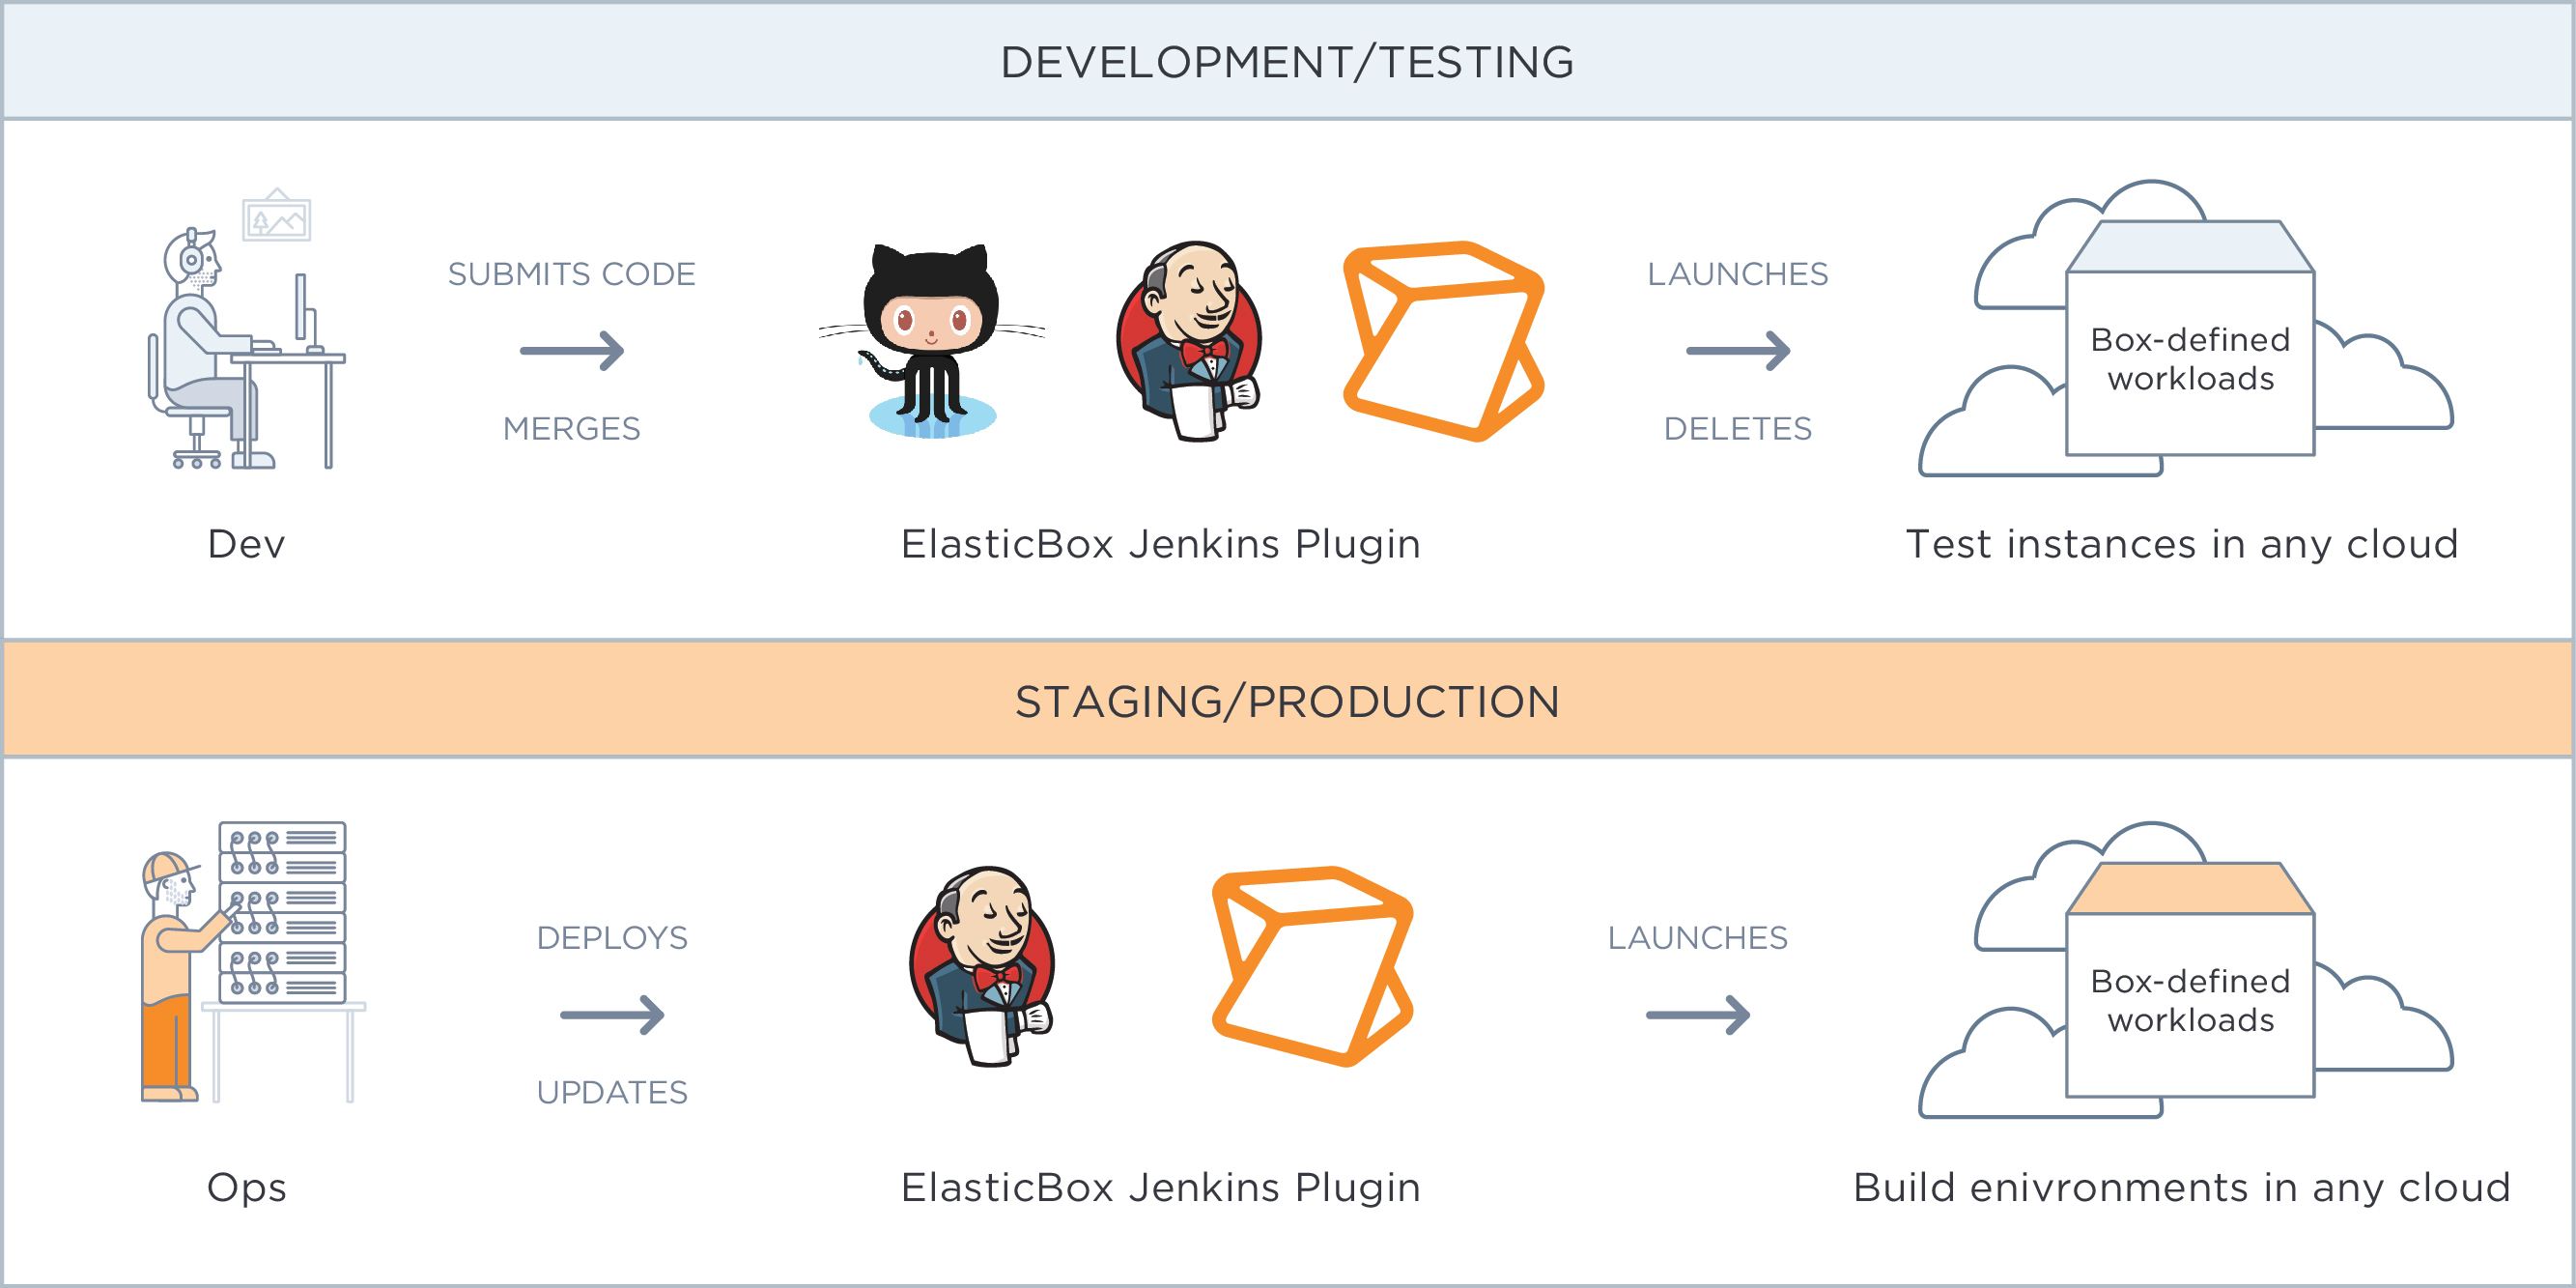 DEVELOPMENT/TESTING
SUBMITS CODE
MERGES
LAUNCHES
DELETES
Box-defined
workloads
Dev
ElasticBox Jenkins Plugin
Test instances in any cloud
STAGING/PRODUCTION
DEPLOYS
UPDATES
LAUNCHES
Box-defined
workloads
Ops
ElasticBox Jenkins Plugin
Build enivronments in any cloud